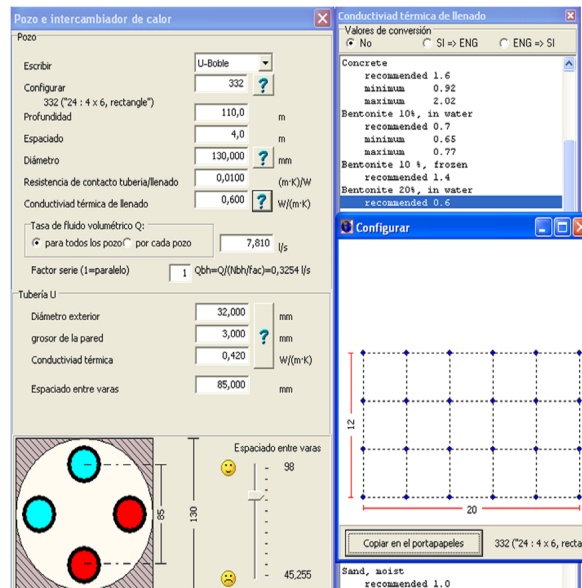 Pozo e intercambiador de calor
Pozo
Escribir U-Boble
Configurar 332 ?
332 ("24 : 4 x 6, rectangle")
Profundidad 110,0 m
Espaciado 4,0 m
Diámetro 130,000 ? mm
Resistencia de contacto tuberia/llenado 0,0100 (m·K)/W
Conductiviad térmica de llenado 0,600 ? W/(m·K)
Tasa de fluido volumétrico Q:
para todos los pozo por cada pozo 7,810 l/s
Factor serie (1=paralelo) 1 Qbh=Q/(Nbh/fac)=0,3254 l/s
Tubería U
Diámetro exterior 32,000 mm
grosor de la pared 3,000 ? mm
Conductiviad térmica 0,420 W/(m·K)
Espaciado entre varas 85,000 mm
Espaciado entre varas
98
85
130
45,255
Conductiviad térmica de llenado
Valores de conversión
No SI => ENG ENG => SI
Concrete
recommended 1.6
minimum 0.92
maximum 2.02
Bentonite 10%, in water
recommended 0.7
minimum 0.65
maximum 0.77
Bentonite 10 %, frozen
recommended 1.4
Bentonite 20%, in water
recommended 0.6
Configurar
12
20
Copiar en el portapapeles 332 ("24 : 4 x 6, recta
Sand, moist
recommended 1.0